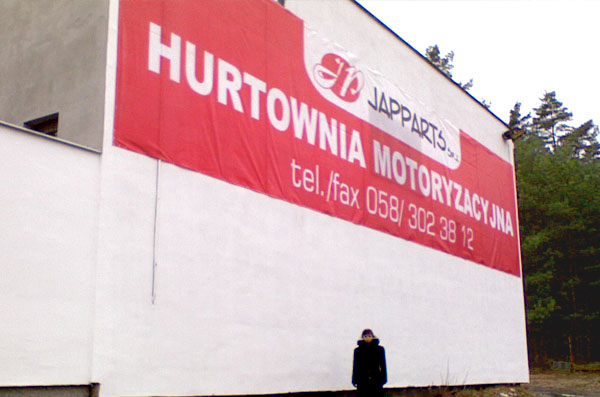 JP JAPPARTS
HURTOWNIA MOTORYZACYJNA
tel./fax 058/ 302 38 12